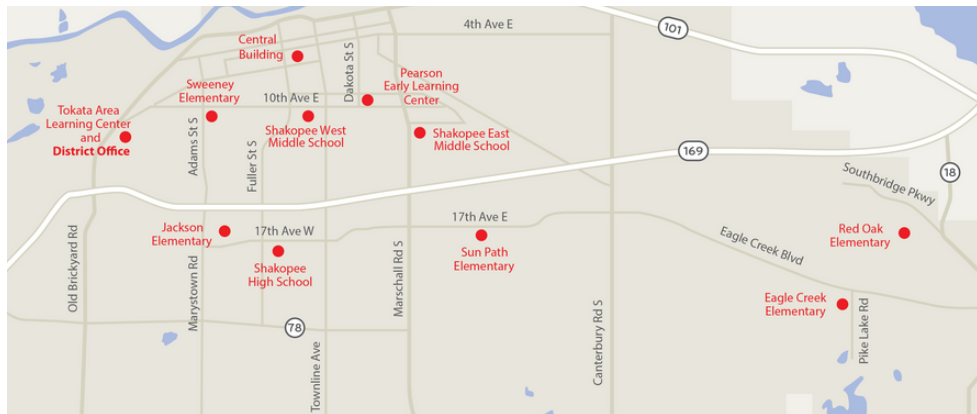 4th Ave E
101
Central
Building
Dakota St S
Pearson
Early Learning
Center
Sweeney
Elementary
10th Ave E
Tokata Area
Learning Center
and
District Office
Adams St S
Shakopee West
Middle School
Fuller St S
Shakopee East
Middle School
169
18
Southbridge Pkwy
Jackson
Elementary
17th Ave W
17th Ave E
Old Brickyard Rd
Marystown Rd
Shakopee
High School
Marschall Rd S
Sun Path
Elementary
Eagle Creek Blvd
Red Oak
Elementary
78
Townline Ave
Canterbury Rd S
Eagle Creek
Elementary
Pike Lake Rd